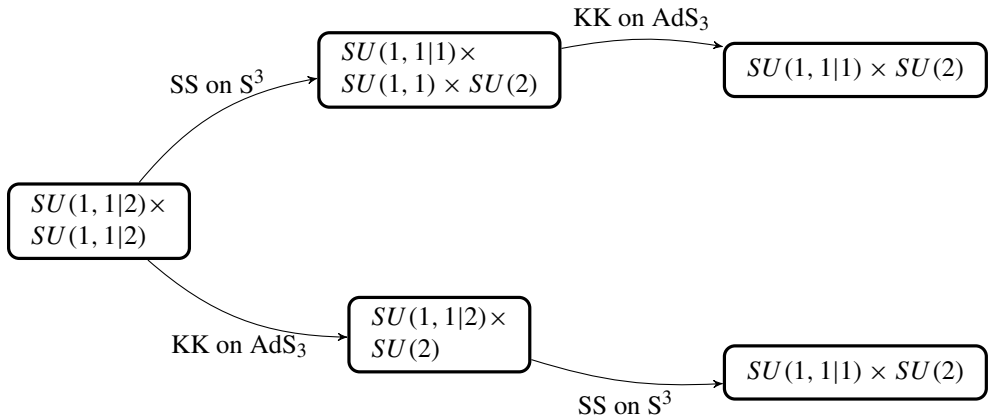 KK on AdS₃
SU(1, 1|1)×
SU(1, 1) × SU(2)
SU(1, 1|1) × SU(2)
SS on S³
SU(1, 1|2)×
SU(1, 1|2)
SU(1, 1|2)×
SU(2)
KK on AdS₃
SU(1, 1|1) × SU(2)
SS on S³